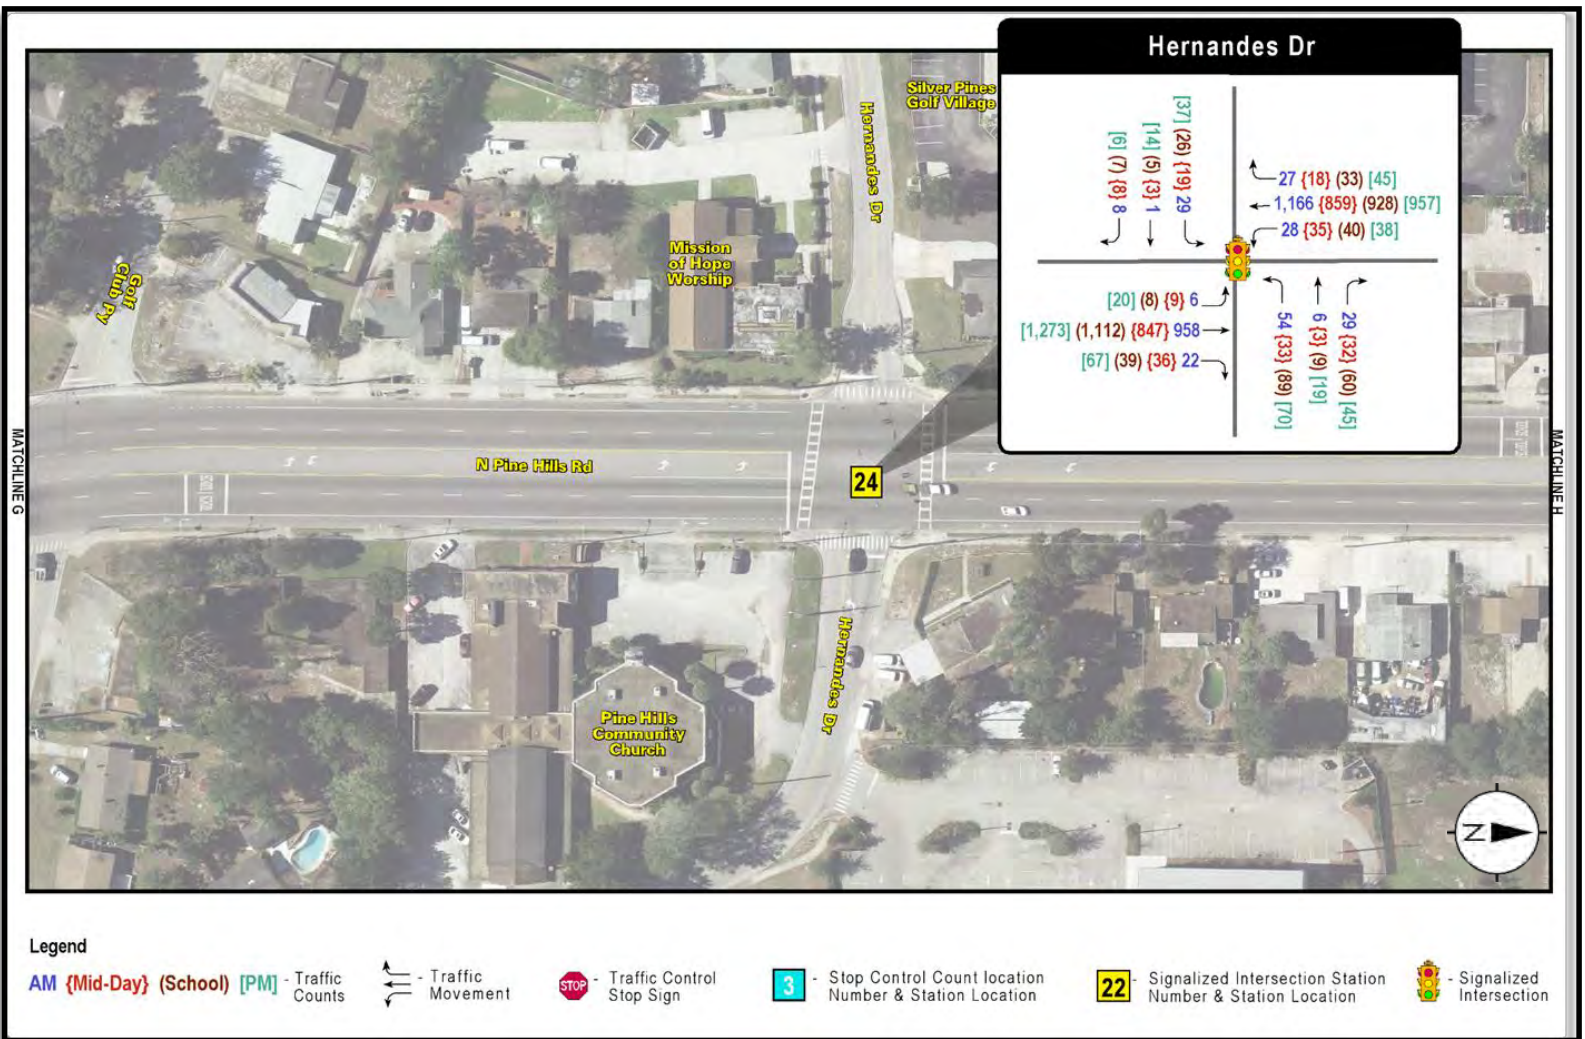 Hernandes Dr
[37] (26) {19} 29
[14] (5) {3} 1
[6] (7) {8} 8
27 {18} (33) [45]
1,166 {859} (928) [957]
28 {35} (40) [38]
[20] (8) {9} 6
[1,273] (1,112) {847} 958
[67] (39) {36} 22
54 {33} (89) [70]
6 {3} (9) [19]
29 {32} (60) [45]
Silver Pines
Golf Village
Hernandes Dr
Mission
of Hope
Worship
Golf
Club Py
MATCHLINE G
N Pine Hills Rd
24
MATCHLINE H
Hernandes Dr
Pine Hills
Community
Church
N
Legend
AM {Mid-Day} (School) [PM] - Traffic
Counts
- Traffic
Movement
STOP - Traffic Control
Stop Sign
3 - Stop Control Count location
Number & Station Location
22 - Signalized Intersection Station
Number & Station Location
- Signalized
Intersection